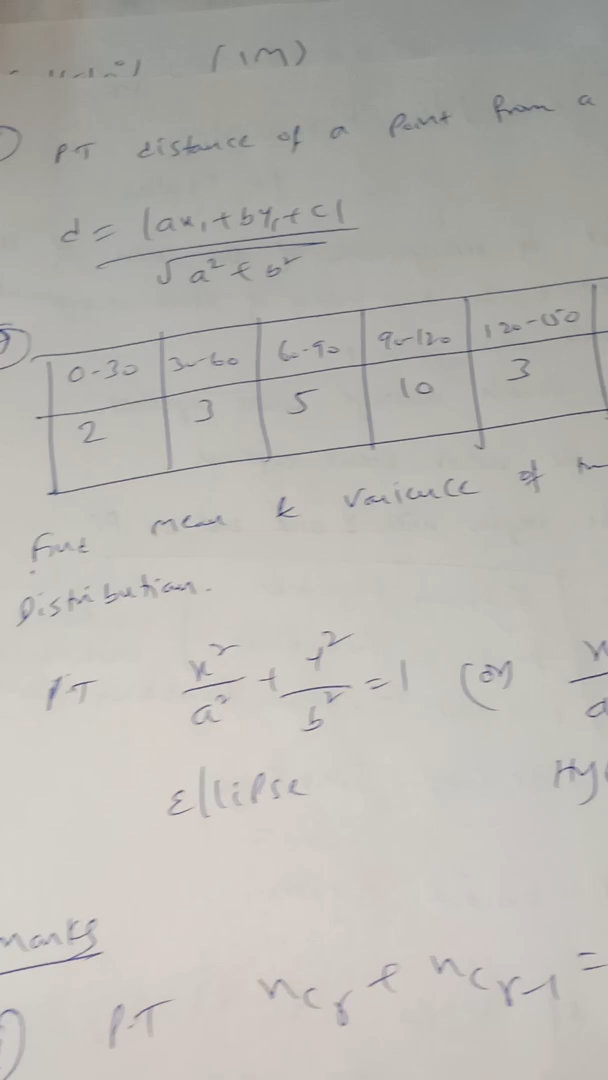 (1M)
PT distance of a point from a
d = |ax₁+by₁+c|
√a²+b²
0-30 30-60 60-90 90-120 120-150
2 3 5 10 3
Find mean & varience of
Distribution.
PT x²/a² + y²/b² = 1 (or)
Ellipse
marks
PT ncr + ncr-1 =